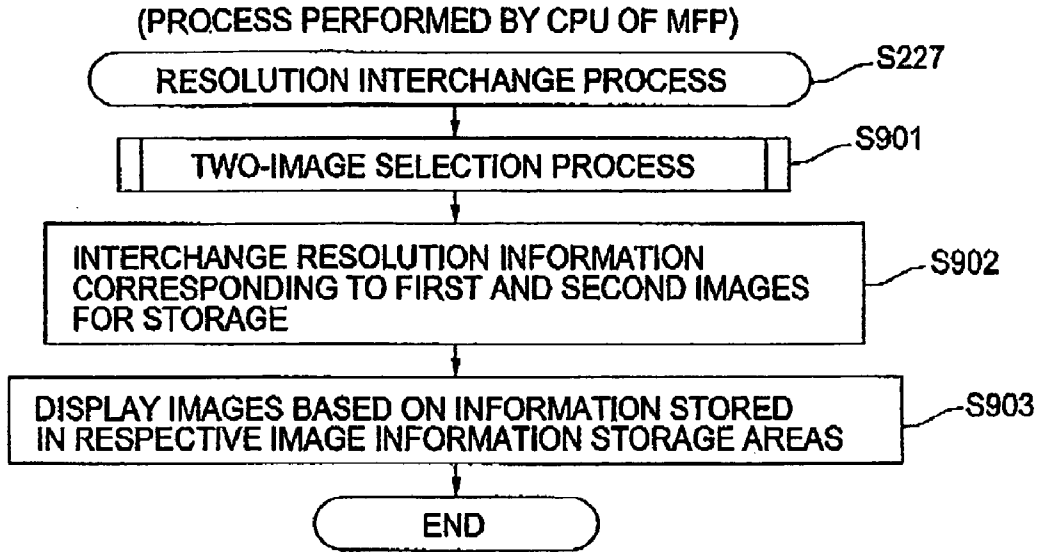 (PROCESS PERFORMED BY CPU OF MFP)
RESOLUTION INTERCHANGE PROCESS
S227
TWO-IMAGE SELECTION PROCESS
S901
INTERCHANGE RESOLUTION INFORMATION
CORRESPONDING TO FIRST AND SECOND IMAGES
FOR STORAGE
S902
DISPLAY IMAGES BASED ON INFORMATION STORED
IN RESPECTIVE IMAGE INFORMATION STORAGE AREAS
S903
END